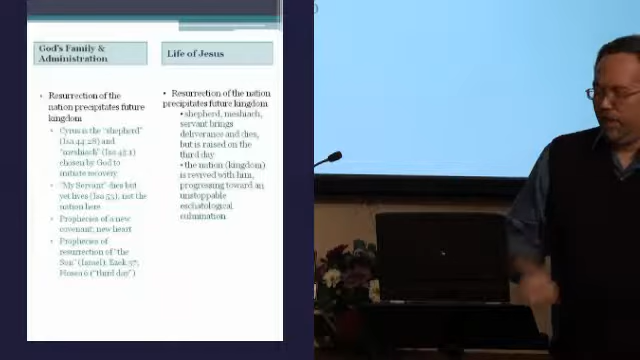 God's Family &
Administration
Life of Jesus
Resurrection of the
nation precipitates future
kingdom
Cyrus is the "shepherd"
(Isa 44:28) and
"meshiach" (Isa 45:1)
chosen by God to
initiate recovery
"My Servant" dies but
yet lives (Isa 53); not the
nation here
Prophecies of a new
covenant; new heart
Prophecies of
resurrection of "the
Son" (Israel); Ezek 37;
Hosea 6 ("third day")
Resurrection of the nation
precipitates future kingdom
shepherd, meshiach,
servant brings
deliverance and dies,
but is raised on the
third day
the nation (kingdom)
is revived with him,
progressing toward an
unstoppable
eschatological
culmination